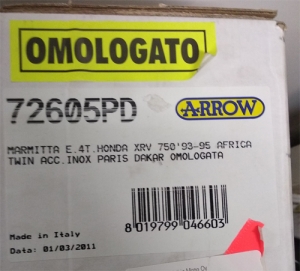 OMOLOGATO
72605PD
ARROW
MARMITTA E.4T.HONDA XRV 750'93-95 AFRICA
TWIN ACC.INOX PARIS DAKAR OMOLOGATA
8 019799 046603
Made in Italy
Data: 01/03/2011